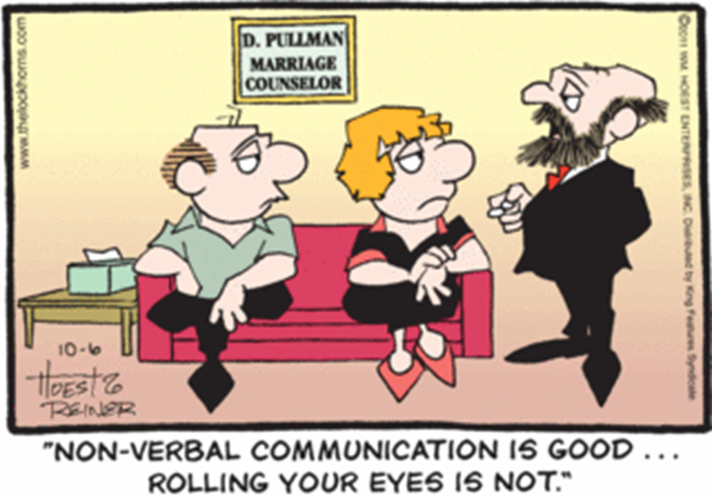 D. PULLMAN
MARRIAGE
COUNSELOR
www.thelockhorns.com
©2011 WM. HOEST ENTERPRISES, INC. Distributed by King Features Syndicate
10-6
HOEST &
REINER
"NON-VERBAL COMMUNICATION IS GOOD ...
ROLLING YOUR EYES IS NOT."